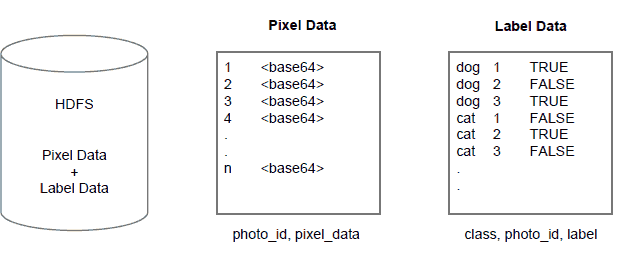 HDFS
Pixel Data
+
Label Data
Pixel Data
1 <base64>
2 <base64>
3 <base64>
4 <base64>
.
.
n <base64>
photo_id, pixel_data
Label Data
dog 1 TRUE
dog 2 FALSE
dog 3 TRUE
cat 1 FALSE
cat 2 TRUE
cat 3 FALSE
.
.
class, photo_id, label